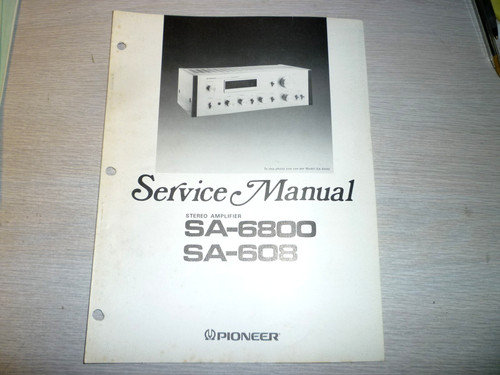 Service Manual
STEREO AMPLIFIER
SA-6800
SA-608
PIONEER